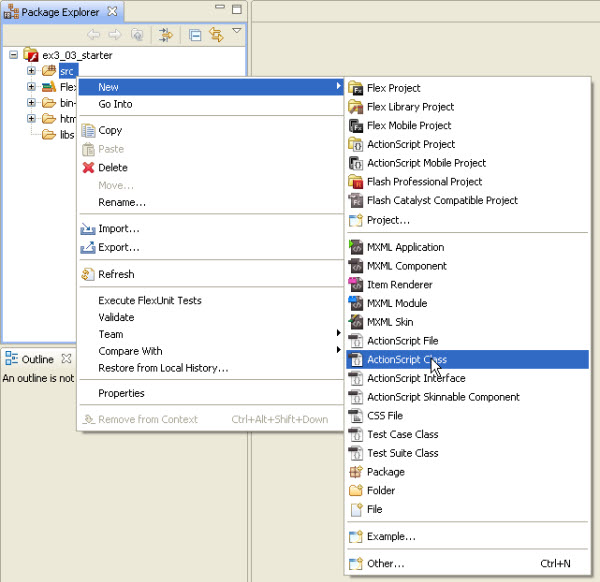 Package Explorer
ex3_03_starter
src
Flex
bin-
htm
libs
New
Go Into
Copy
Paste
Delete
Move...
Rename...
Import...
Export...
Refresh
Execute FlexUnit Tests
Validate
Team
Compare With
Restore from Local History...
Properties
Remove from Context Ctrl+Alt+Shift+Down
Flex Project
Flex Library Project
Flex Mobile Project
ActionScript Project
ActionScript Mobile Project
Flash Professional Project
Flash Catalyst Compatible Project
Project...
MXML Application
MXML Component
Item Renderer
MXML Module
MXML Skin
ActionScript File
ActionScript Class
ActionScript Interface
ActionScript Skinnable Component
CSS File
Test Case Class
Test Suite Class
Package
Folder
File
Example...
Other... Ctrl+N
Outline
An outline is not